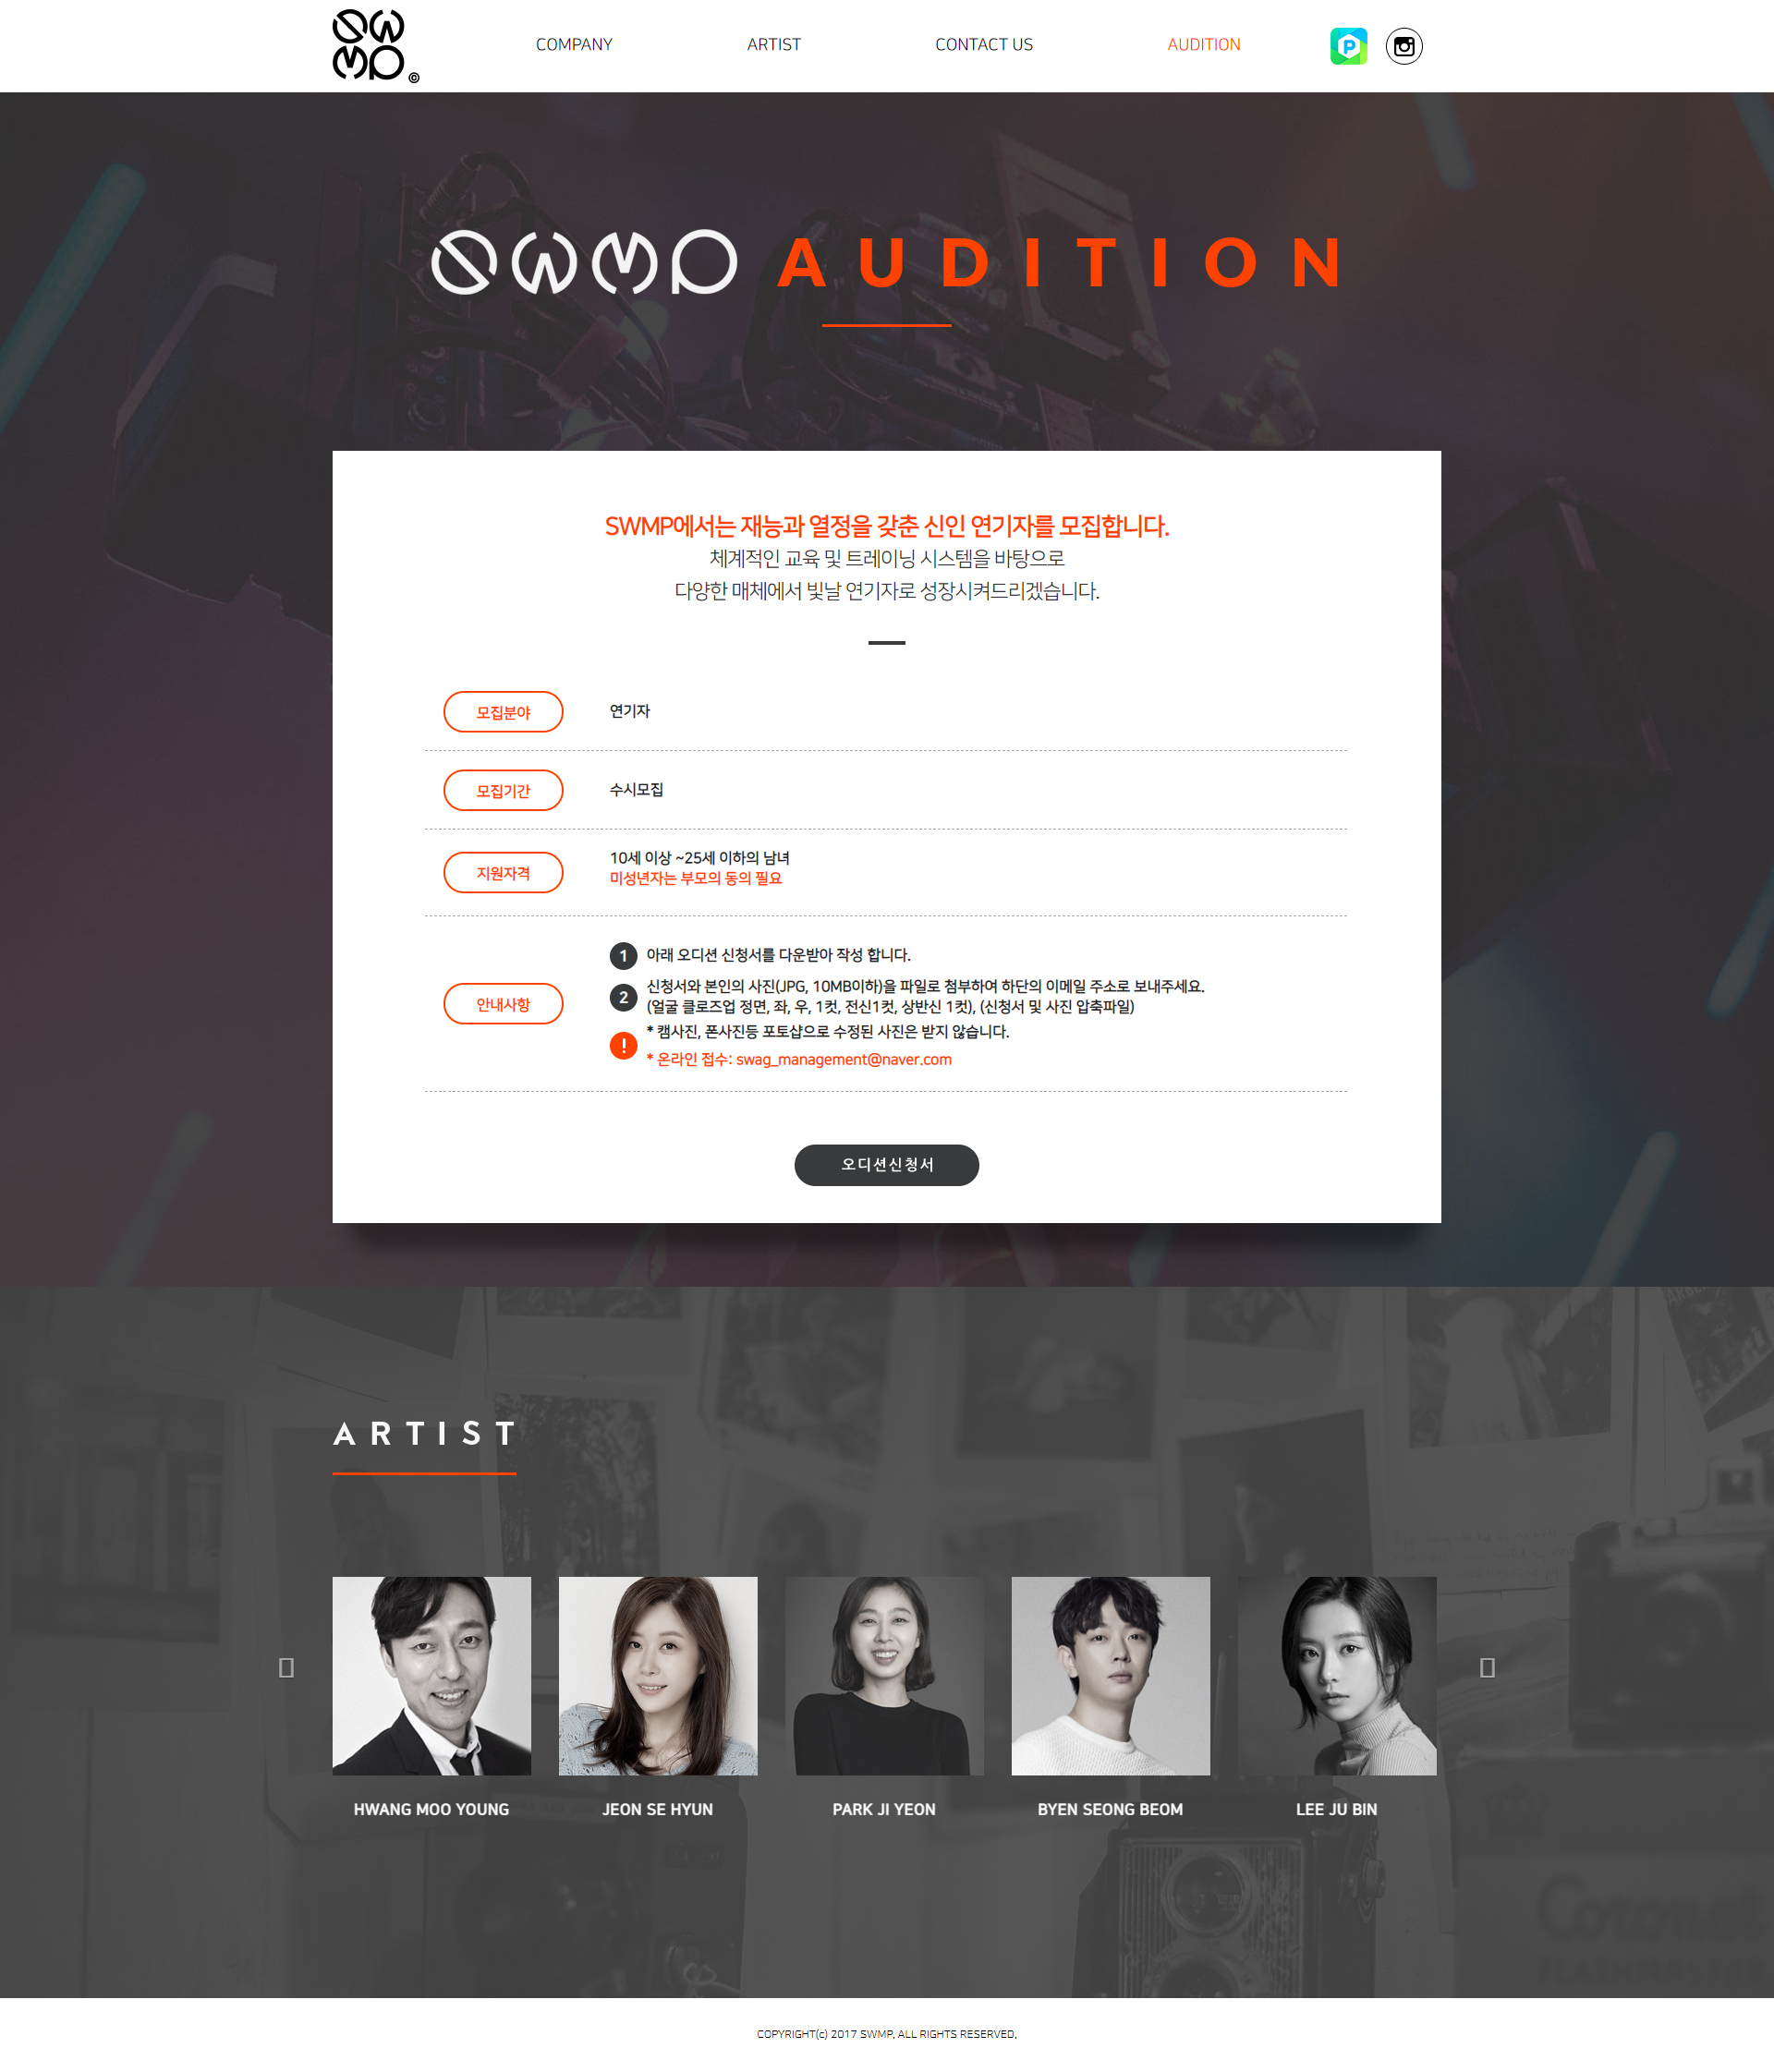 SWMP ©
COMPANY
ARTIST
CONTACT US
AUDITION
P
SWMP AUDITION
SWMP에서는 재능과 열정을 갖춘 신인 연기자를 모집합니다.
체계적인 교육 및 트레이닝 시스템을 바탕으로
다양한 매체에서 빛날 연기자로 성장시켜드리겠습니다.
모집분야
연기자
모집기간
수시모집
지원자격
10세 이상 ~25세 이하의 남녀
미성년자는 부모의 동의 필요
안내사항
1 아래 오디션 신청서를 다운받아 작성 합니다.
2 신청서와 본인의 사진(JPG, 10MB이하)을 파일로 첨부하여 하단의 이메일 주소로 보내주세요.
(얼굴 클로즈업 정면, 좌, 우, 1컷, 전신1컷, 상반신 1컷), (신청서 및 사진 압축파일)
! * 캠사진, 폰사진등 포토샵으로 수정된 사진은 받지 않습니다.
* 온라인 접수: swag_management@naver.com
오디션신청서
ARTIST
HWANG MOO YOUNG
JEON SE HYUN
PARK JI YEON
BYEN SEONG BEOM
LEE JU BIN
Coronet
FLASHMASTER
COPYRIGHT(c) 2017 SWMP. ALL RIGHTS RESERVED.